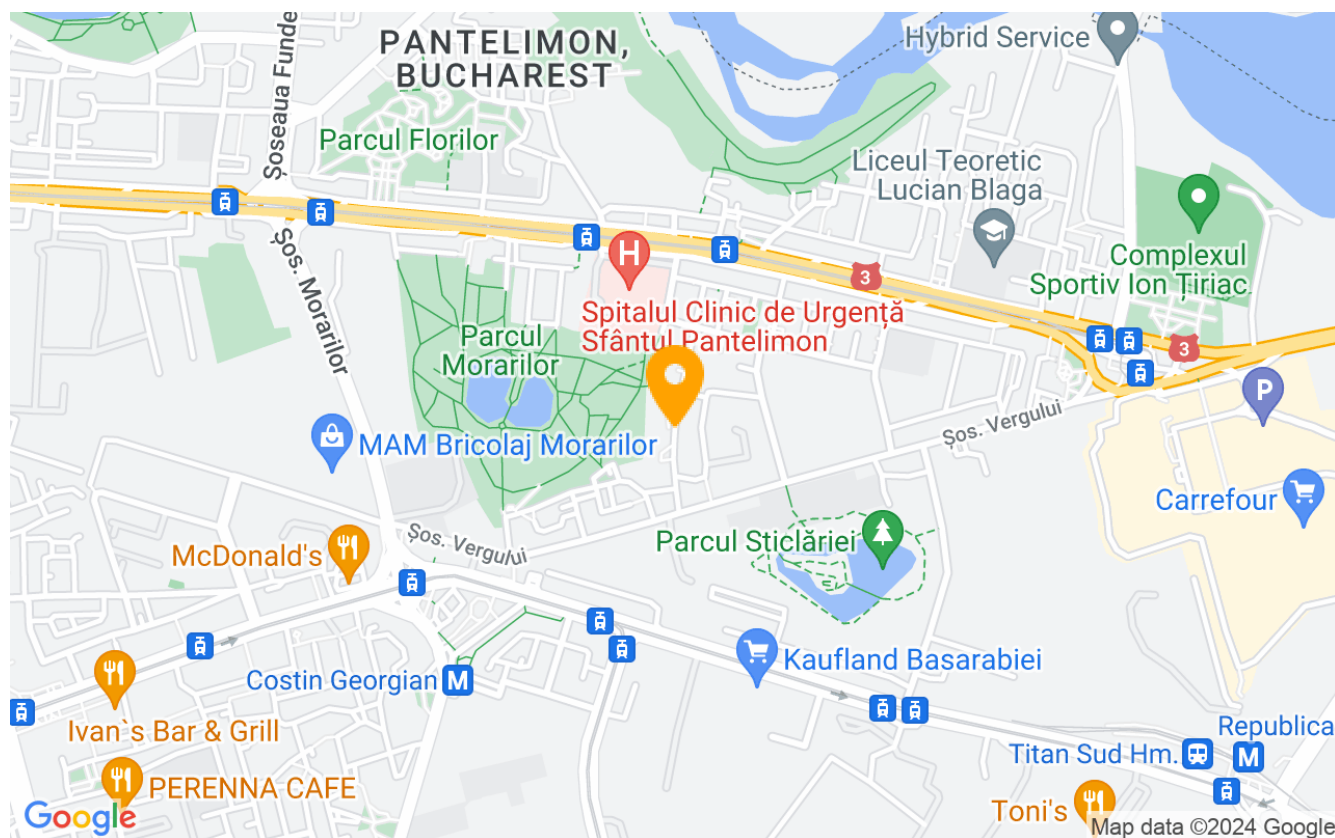 PANTELIMON,
BUCHAREST
Hybrid Service
Șoseaua Funde
Parcul Florilor
Liceul Teoretic
Lucian Blaga
Complexul
Sportiv Ion Țiriac
Șos. Morarilor
H
3
Spitalul Clinic de Urgență
Sfântul Pantelimon
Parcul
Morarilor
3
P
MAM Bricolaj Morarilor
Șos. Vergului
Carrefour
McDonald's
Șos. Vergului
Parcul Sticlăriei
Costin Georgian M
Kaufland Basarabiei
Ivan`s Bar & Grill
Republica
M
Titan Sud Hm.
PERENNA CAFE
Toni's
Google
Map data ©2024 Google